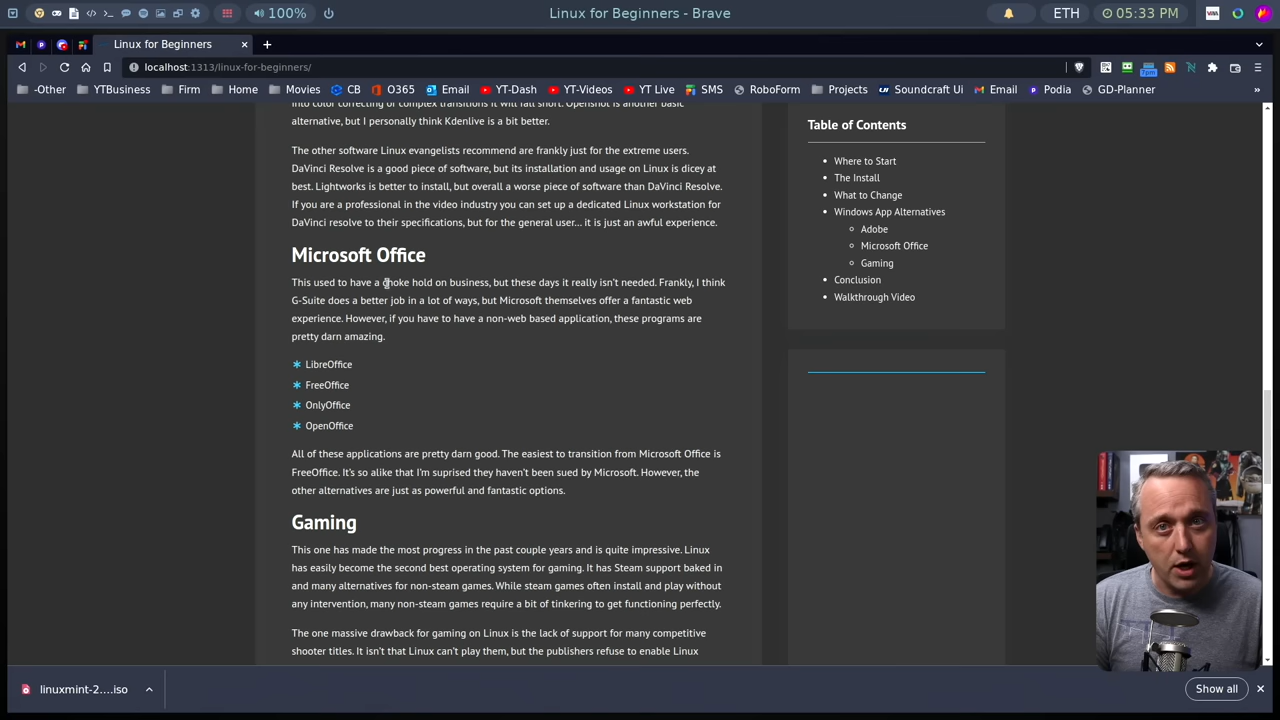 100%
Linux for Beginners - Brave
ETH
05:33 PM
Linux for Beginners
localhost:1313/linux-for-beginners/
7pm
-Other
YTBusiness
Firm
Home
Movies
CB
O365
Email
YT-Dash
YT-Videos
YT Live
SMS
RoboForm
Projects
Soundcraft Ui
Email
Podia
GD-Planner
»
into color correcting or complex transitions it will fall short. Openshot is another basic
alternative, but I personally think Kdenlive is a bit better.
The other software Linux evangelists recommend are frankly just for the extreme users.
DaVinci Resolve is a good piece of software, but its installation and usage on Linux is dicey at
best. Lightworks is better to install, but overall a worse piece of software than DaVinci Resolve.
If you are a professional in the video industry you can set up a dedicated Linux workstation for
DaVinci resolve to their specifications, but for the general user… it is just an awful experience.
Microsoft Office
This used to have a choke hold on business, but these days it really isn't needed. Frankly, I think
G-Suite does a better job in a lot of ways, but Microsoft themselves offer a fantastic web
experience. However, if you have to have a non-web based application, these programs are
pretty darn amazing.
LibreOffice
FreeOffice
OnlyOffice
OpenOffice
All of these applications are pretty darn good. The easiest to transition from Microsoft Office is
FreeOffice. It's so alike that I'm suprised they haven't been sued by Microsoft. However, the
other alternatives are just as powerful and fantastic options.
Gaming
This one has made the most progress in the past couple years and is quite impressive. Linux
has easily become the second best operating system for gaming. It has Steam support baked in
and many alternatives for non-steam games. While steam games often install and play without
any intervention, many non-steam games require a bit of tinkering to get functioning perfectly.
The one massive drawback for gaming on Linux is the lack of support for many competitive
shooter titles. It isn't that Linux can't play them, but the publishers refuse to enable Linux
Table of Contents
Where to Start
The Install
What to Change
Windows App Alternatives
Adobe
Microsoft Office
Gaming
Conclusion
Walkthrough Video
linuxmint-2....iso
Show all